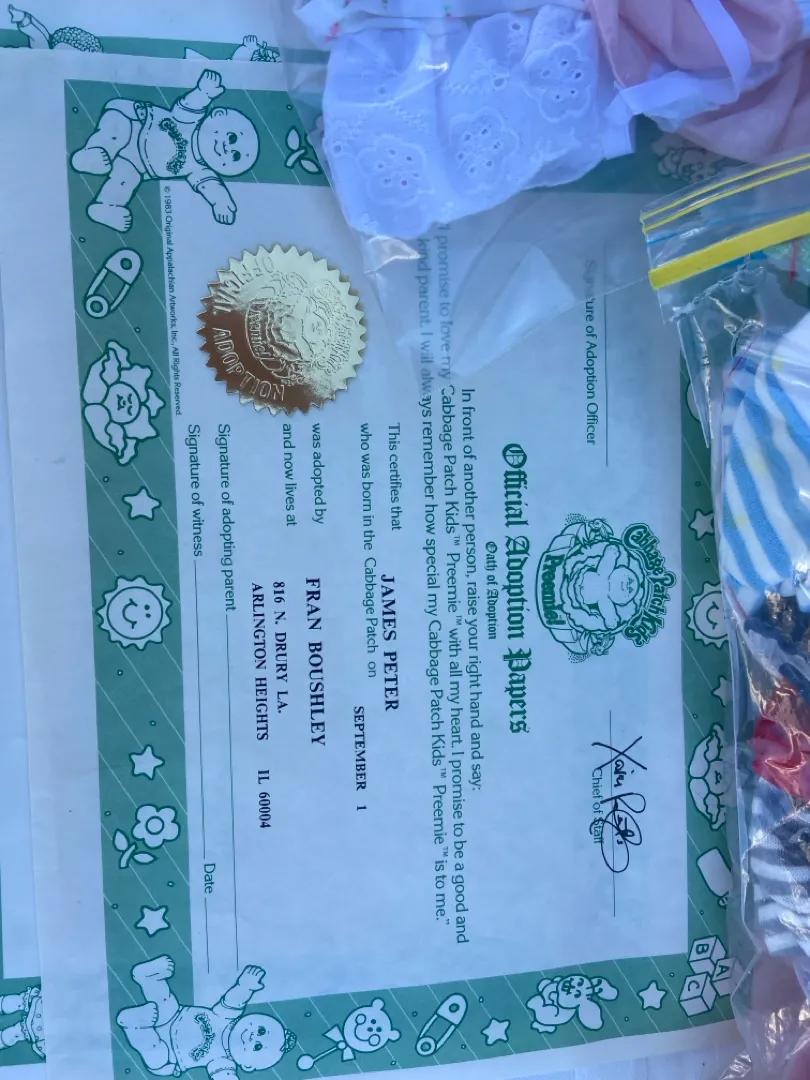 Cabbage Patch Kids
Preemie
Chief of Staff
Signature of Adoption Officer
Official Adoption Papers
Oath of Adoption
In front of another person, raise your right hand and say:
"I promise to love my Cabbage Patch Kids™ Preemie™ with all my heart. I promise to be a good and
kind parent. I will always remember how special my Cabbage Patch Kids™ Preemie™ is to me."
This certifies that JAMES PETER
who was born in the Cabbage Patch on SEPTEMBER 1
was adopted by FRAN BOUSHLEY
and now lives at 816 N. DRURY LA.
ARLINGTON HEIGHTS IL 60004
Signature of adopting parent
Signature of witness Date
OFFICIAL ADOPTION
Preemie
© 1983 Original Appalachian Artworks, Inc., All Rights Reserved.
A
B
C